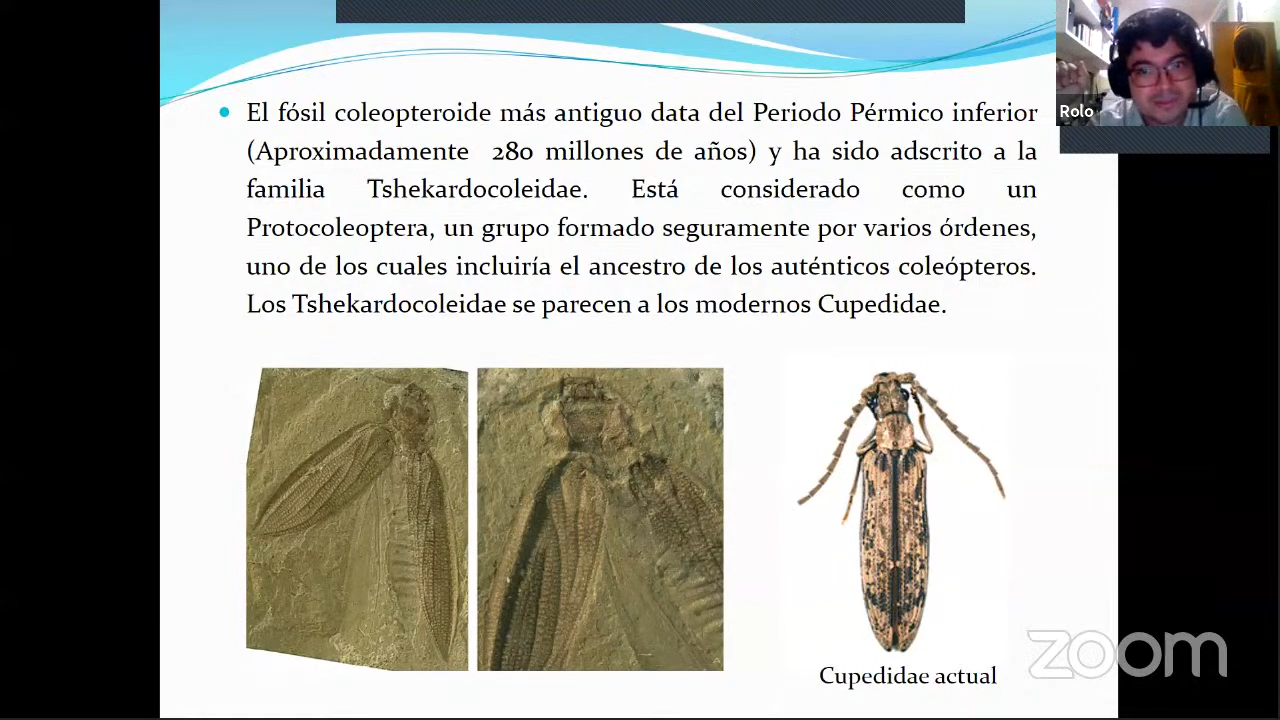 El fósil coleopteroide más antiguo data del Periodo Pérmico inferior
(Aproximadamente 280 millones de años) y ha sido adscrito a la
familia Tshekardocoleidae. Está considerado como un
Protocoleoptera, un grupo formado seguramente por varios órdenes,
uno de los cuales incluiría el ancestro de los auténticos coleópteros.
Los Tshekardocoleidae se parecen a los modernos Cupedidae.
Rolo
Cupedidae actual
zoom